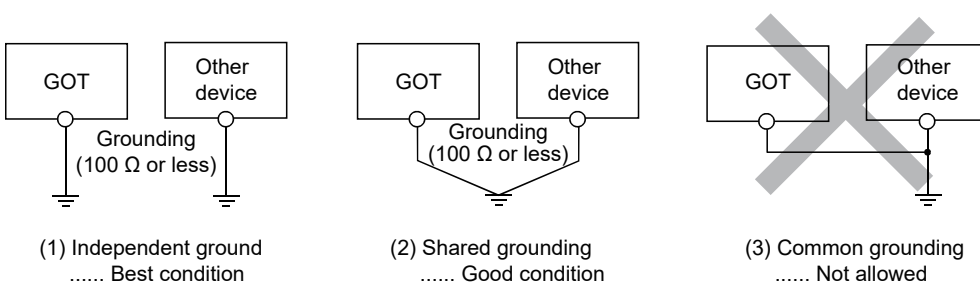 GOT
Other
device
Grounding
(100 Ω or less)
(1) Independent ground
...... Best condition
GOT
Other
device
Grounding
(100 Ω or less)
(2) Shared grounding
...... Good condition
GOT
Other
device
(3) Common grounding
...... Not allowed